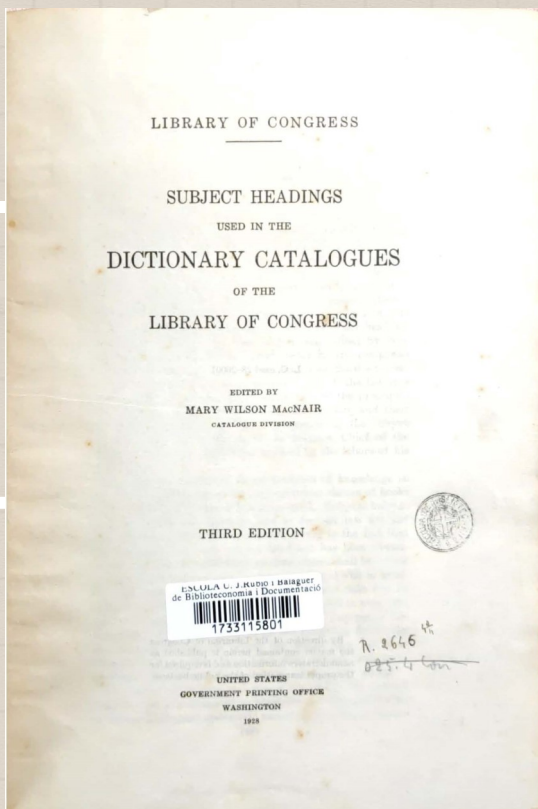 LIBRARY OF CONGRESS
SUBJECT HEADINGS
USED IN THE
DICTIONARY CATALOGUES
OF THE
LIBRARY OF CONGRESS
EDITED BY
MARY WILSON MACNAIR
CATALOGUE DIVISION
THIRD EDITION
ESCOLA U. J.Rubió i Balaguer
de Biblioteconomia i Documentació
1733115801
R. 2646
025.4
UNITED STATES
GOVERNMENT PRINTING OFFICE
WASHINGTON
1928